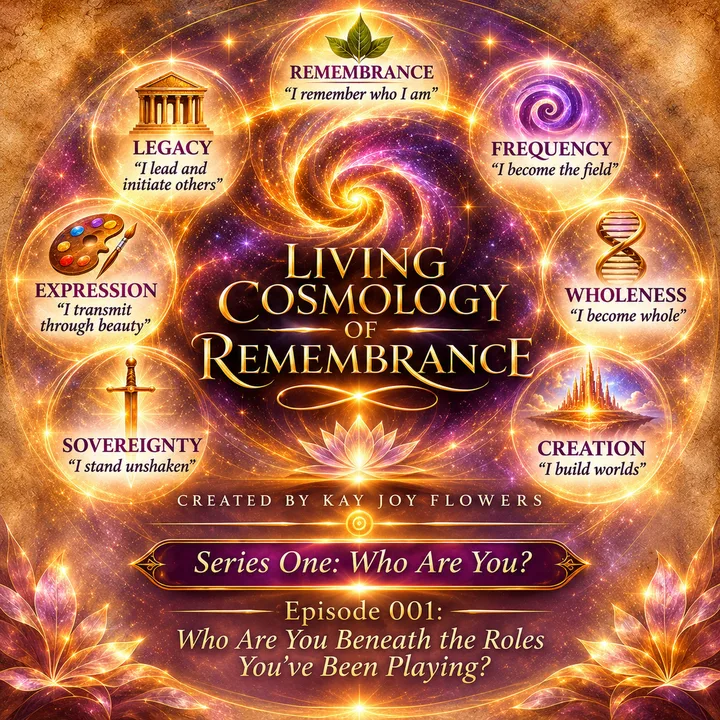 REMEMBRANCE
“I remember who I am”
LEGACY
“I lead and
initiate others”
FREQUENCY
“I become the field”
EXPRESSION
“I transmit
through beauty”
WHOLENESS
“I become whole”
SOVEREIGNTY
“I stand unshaken”
CREATION
“I build worlds”
LIVING
COSMOLOGY
OF
REMEMBRANCE
CREATED BY KAY JOY FLOWERS
Series One: Who Are You?
Episode 001:
Who Are You Beneath the Roles
You’ve Been Playing?